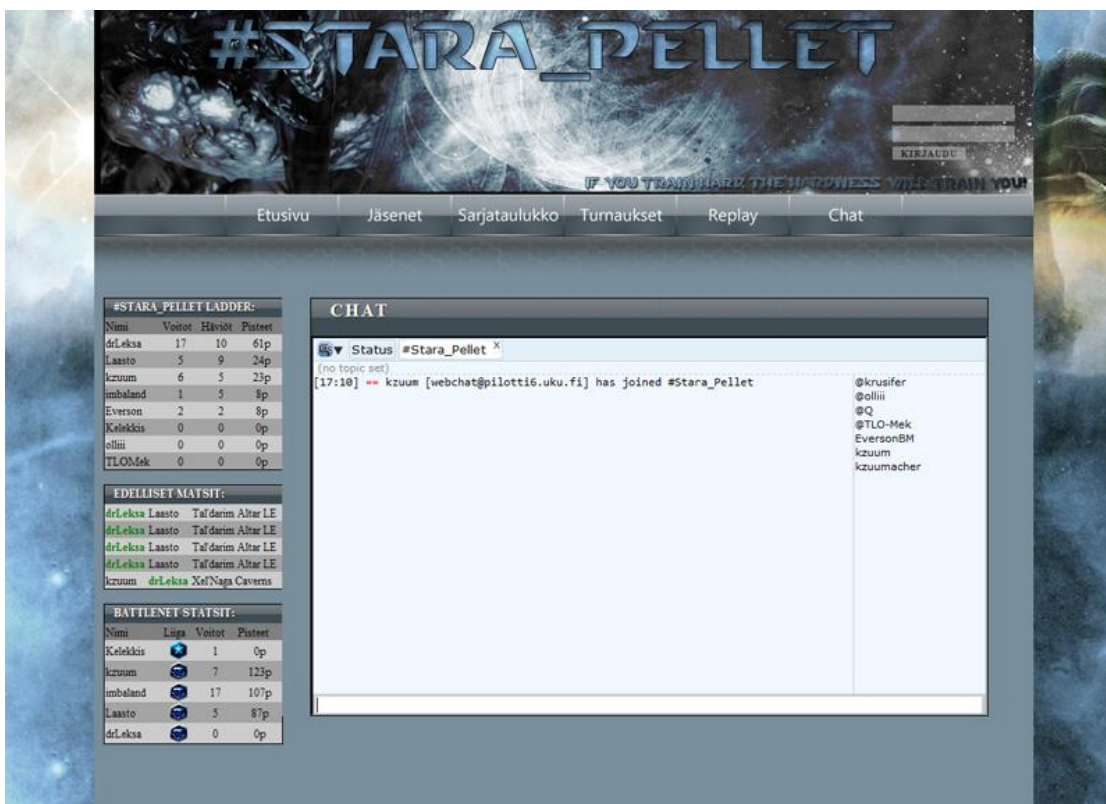 #STARA_PELLET
KIRJAUDU
IF YOU TRAIN HARD THE HARDNESS WILL TRAIN YOU!
Etusivu Jäsenet Sarjataulukko Turnaukset Replay Chat
#STARA_PELLET LADDER:
Nimi Voitot Häviöt Pisteet
drLeksa 17 10 61p
Laasto 5 9 24p
kzuum 6 5 23p
imbaland 1 5 8p
Everson 2 2 8p
Kelekkis 0 0 0p
olliii 0 0 0p
TLOMek 0 0 0p
EDELLISET MATSIT:
drLeksa Laasto Tal'darim Altar LE
drLeksa Laasto Tal'darim Altar LE
drLeksa Laasto Tal'darim Altar LE
drLeksa Laasto Tal'darim Altar LE
kzuum drLeksa Xel'Naga Caverns
BATTLENET STATSIT:
Nimi Liiga Voitot Pisteet
Kelekkis 1 0p
kzuum 7 123p
imbaland 17 107p
Laasto 5 87p
drLeksa 0 0p
CHAT
Status #Stara_Pellet x
(no topic set)
[17:10] == kzuum [webchat@pilotti6.uku.fi] has joined #Stara_Pellet
@krusifer
@olliii
@Q
@TLO-Mek
EversonBM
kzuum
kzuumacher